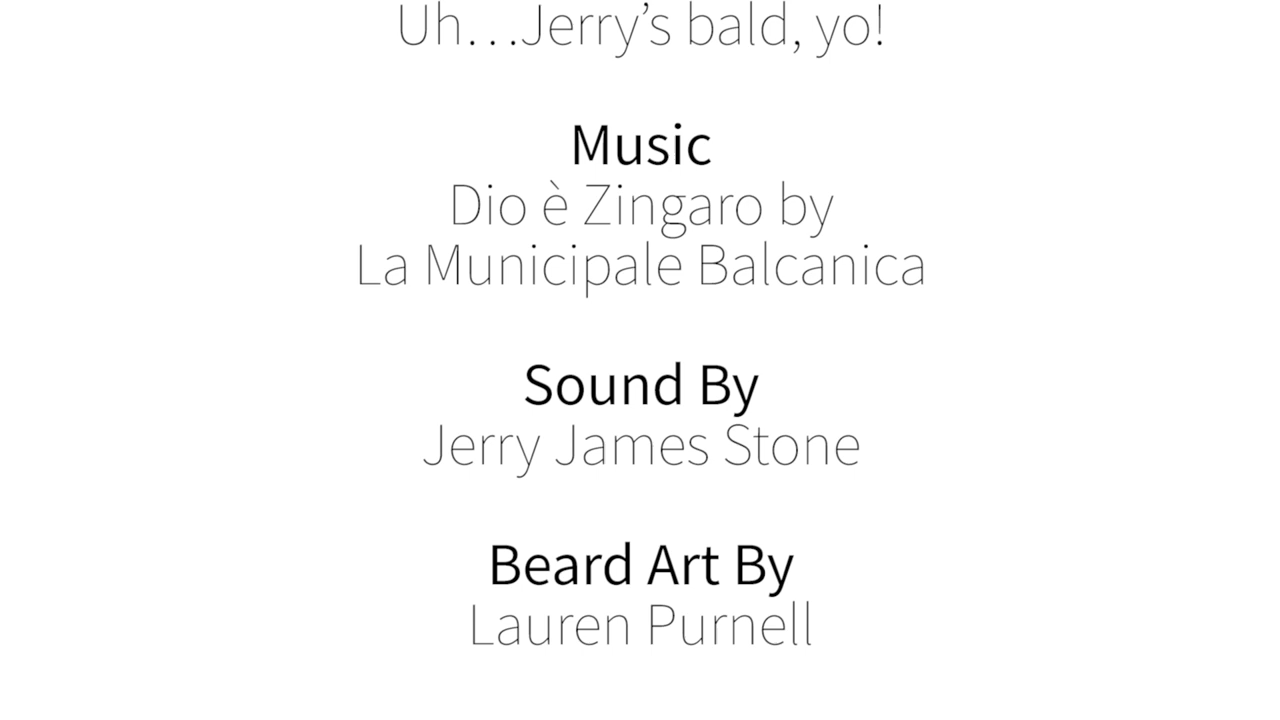 Uh…Jerry’s bald, yo!
Music
Dio è Zingaro by
La Municipale Balcanica
Sound By
Jerry James Stone
Beard Art By
Lauren Purnell